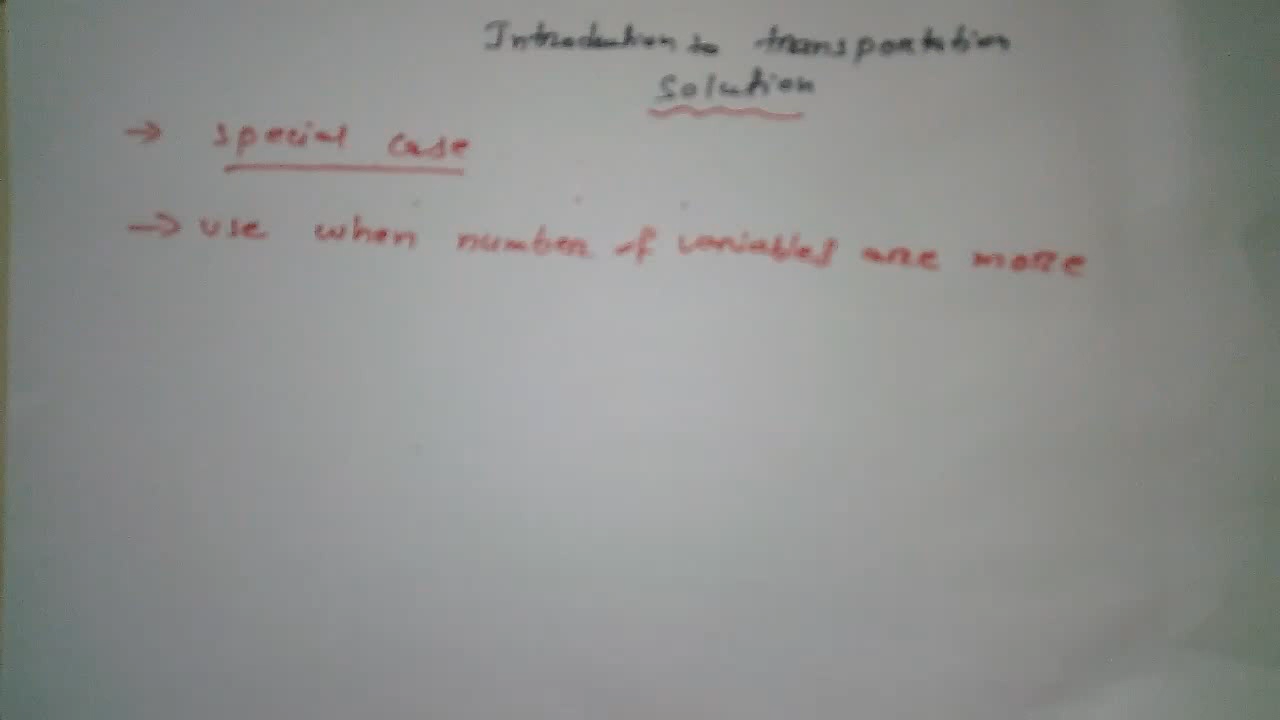 Introduction to transportation
Solution
→ special case
→ use when number of variables are more